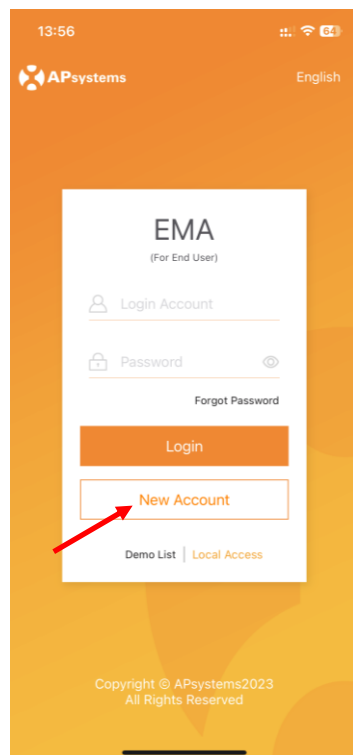 13:56
64
APsystems
English
EMA
(For End User)
Login Account
Password
Forgot Password
Login
New Account
Demo List | Local Access
Copyright © APsystems2023
All Rights Reserved